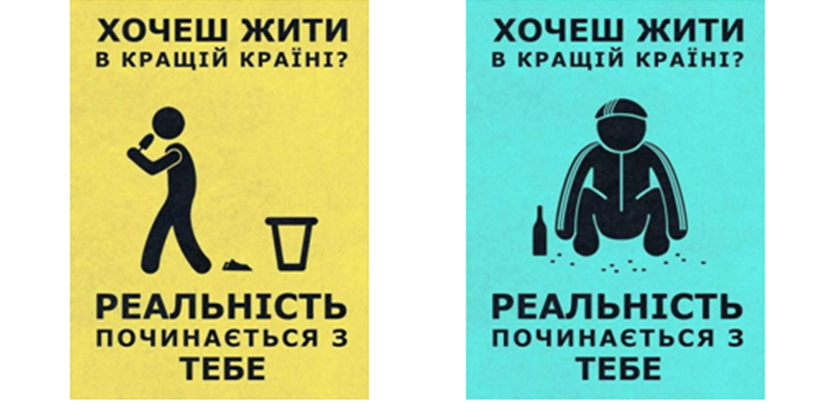 ХОЧЕШ ЖИТИ
В КРАЩІЙ КРАЇНІ?
РЕАЛЬНІСТЬ
ПОЧИНАЄТЬСЯ З
ТЕБЕ
ХОЧЕШ ЖИТИ
В КРАЩІЙ КРАЇНІ?
РЕАЛЬНІСТЬ
ПОЧИНАЄТЬСЯ З
ТЕБЕ